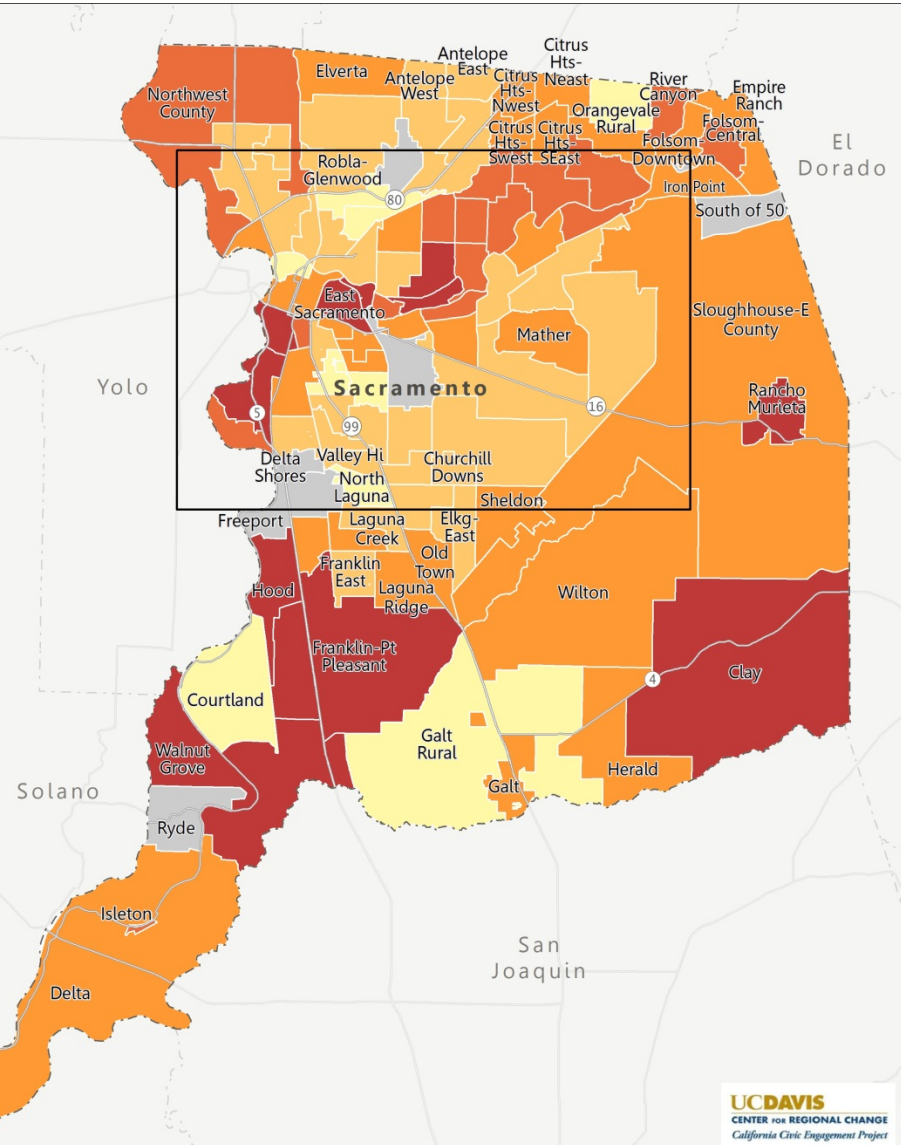 Antelope
East
Citrus
Hts-
Neast
Elverta
Antelope
West
Citrus
Hts-
Nwest
River
Canyon
Empire
Ranch
Northwest
County
Orangevale
Rural
Folsom-
Central
Citrus
Hts-
Swest
Citrus
Hts-
SEast
Folsom-
Downtown
El
Dorado
Robla-
Glenwood
Iron Point
80
South of 50
East
Sacramento
Sloughhouse-E
County
Mather
Yolo
Sacramento
Rancho
Murieta
16
5
99
Valley Hi
Delta
Shores
Churchill
Downs
North
Laguna
Sheldon
Freeport
Laguna
Creek
Elkg-
East
Old
Town
Franklin
East
Hood
Laguna
Ridge
Wilton
Franklin-Pt
Pleasant
Clay
4
Courtland
Galt
Rural
Walnut
Grove
Herald
Galt
Solano
Ryde
Isleton
San
Joaquin
Delta
UCDAVIS
CENTER FOR REGIONAL CHANGE
California Civic Engagement Project